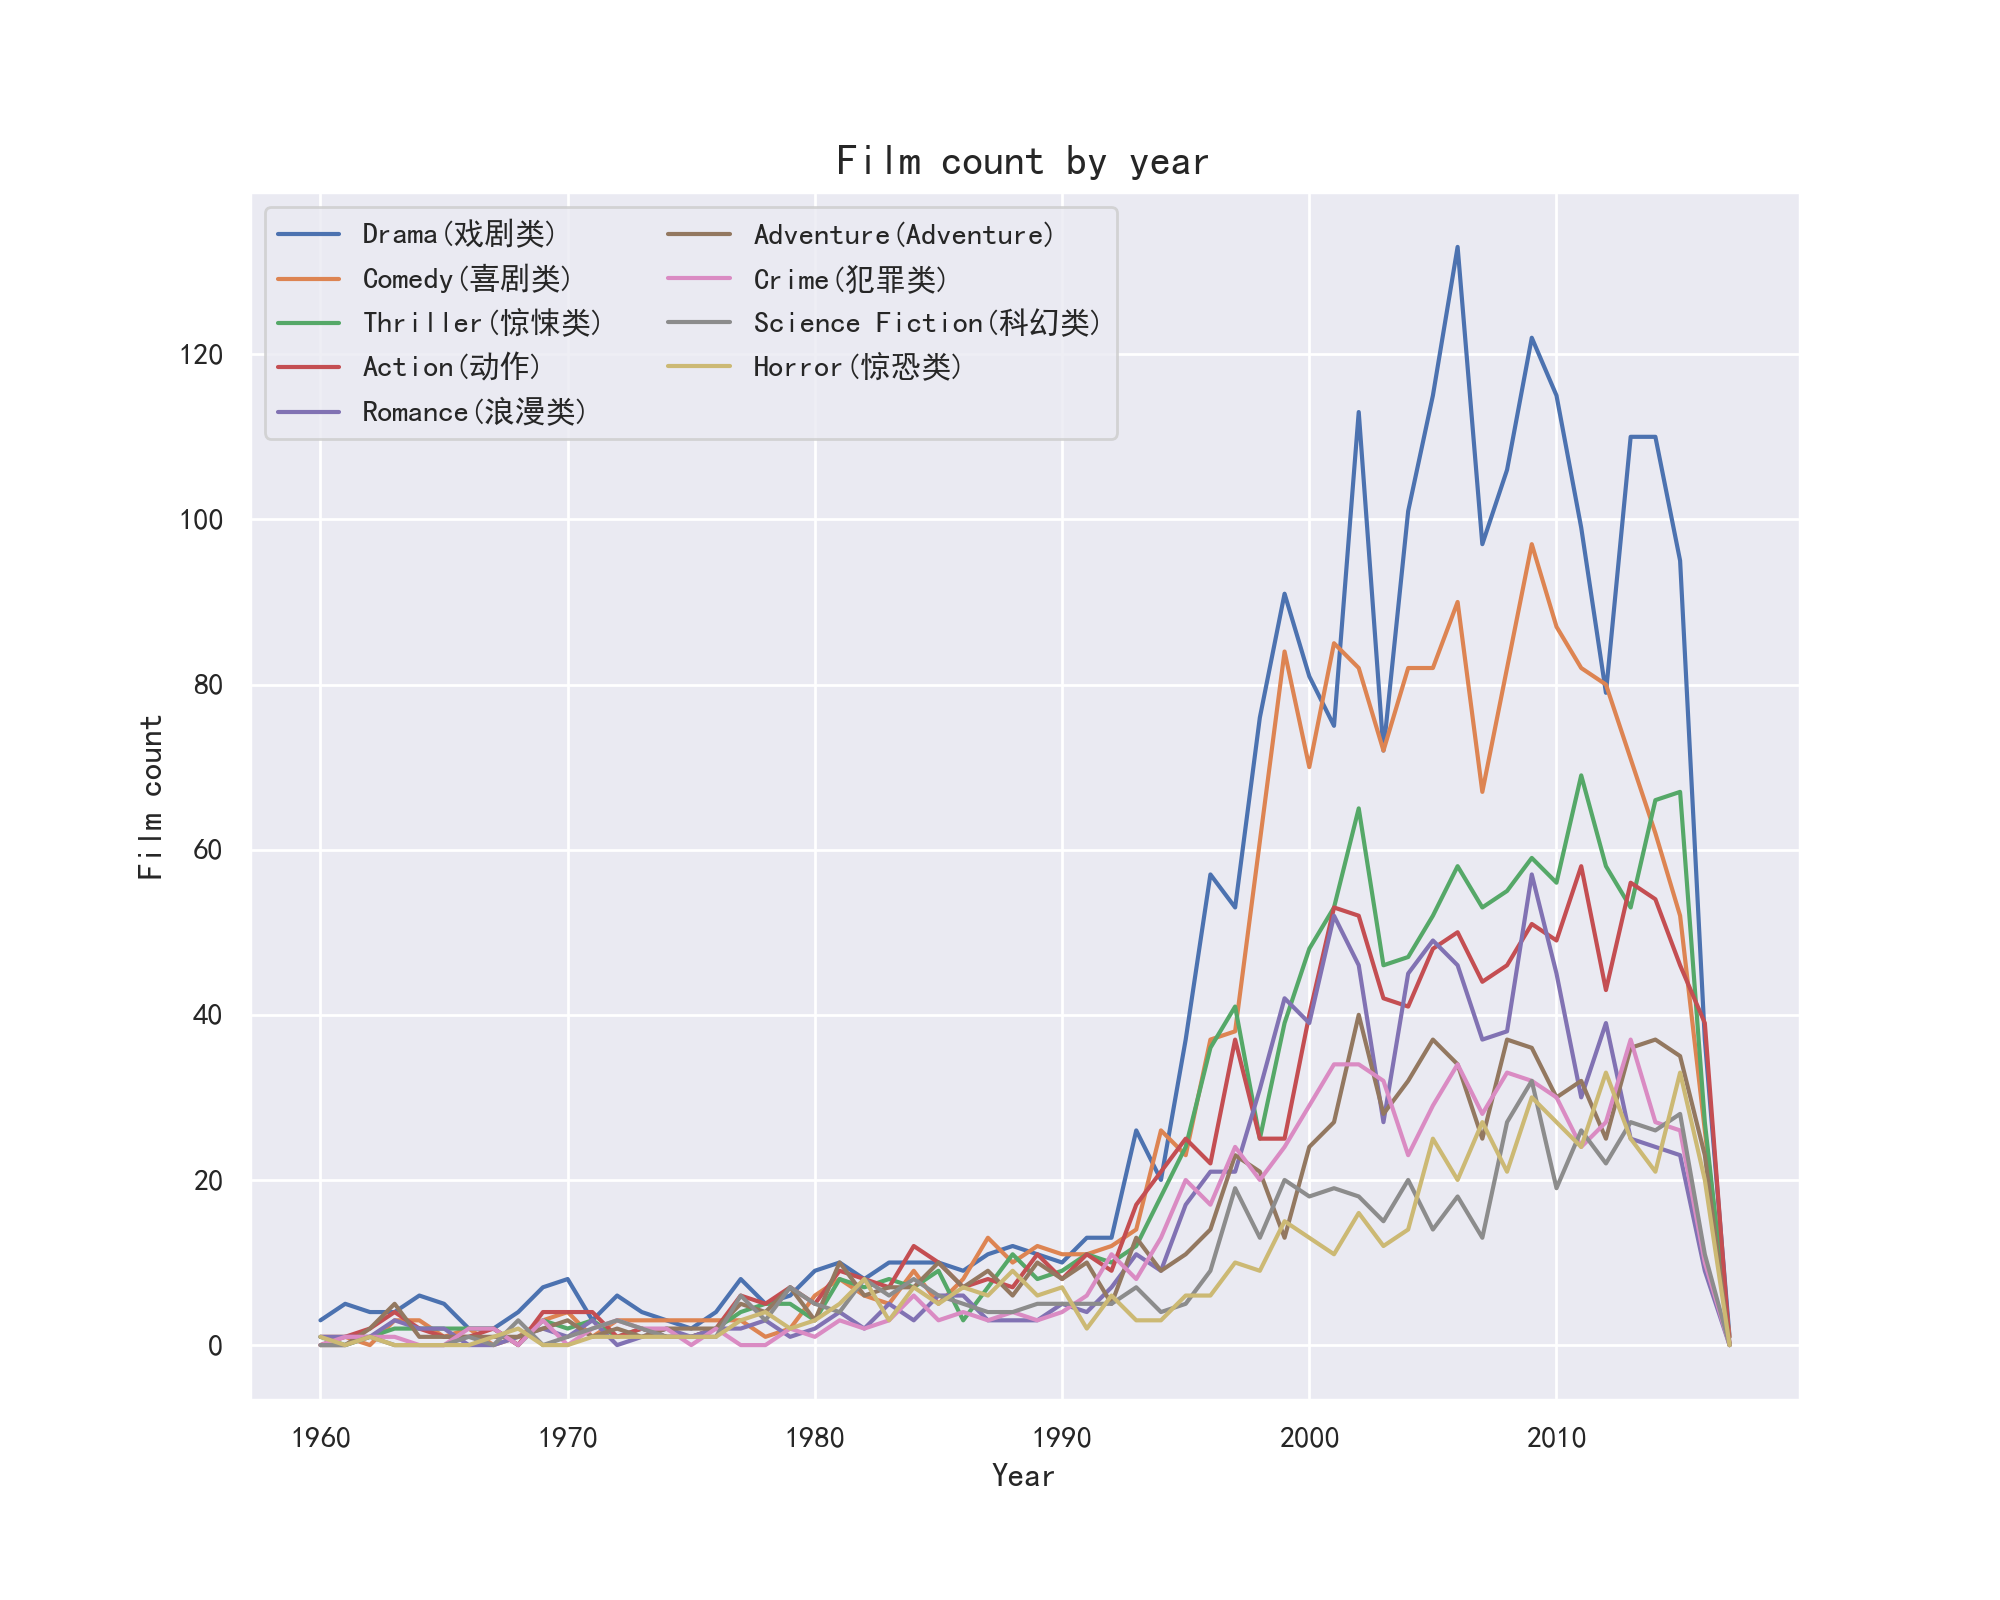 Film count by year
Drama(戏剧类)
Comedy(喜剧类)
Thriller(惊悚类)
Action(动作)
Romance(浪漫类)
Adventure(Adventure)
Crime(犯罪类)
Science Fiction(科幻类)
Horror(惊恐类)
120
100
80
60
40
20
0
Film count
1960 1970 1980 1990 2000 2010
Year